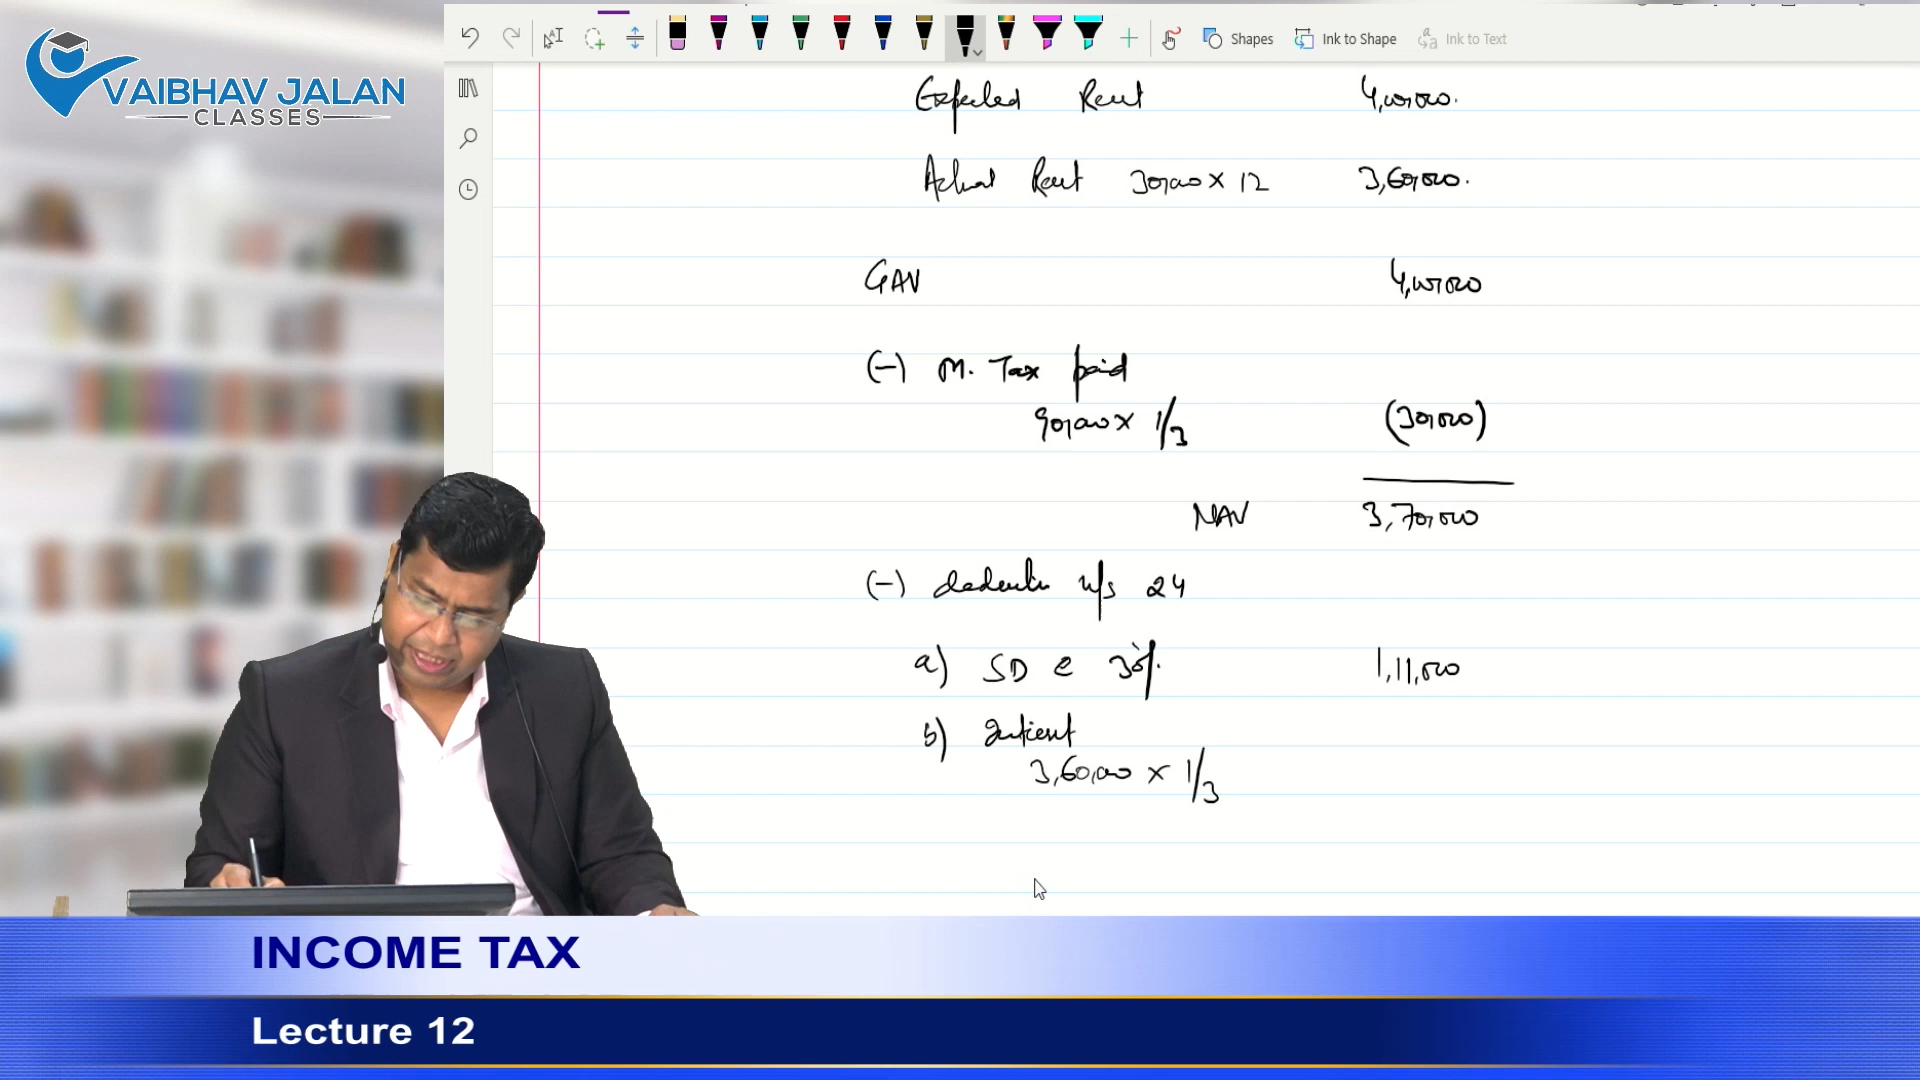 VAIBHAV JALAN
CLASSES
Shapes
Ink to Shape
Ink to Text
Expected Rent 4,00,000.
Actual Rent 30,000 x 12 3,60,000.
GAV 4,00,000
(-) M. Tax paid
90,000 x 1/3 (30,000)
NAV 3,70,000
(-) deduction u/s 24
a) SD @ 30%. 1,11,000
b) Interest
3,60,000 x 1/3
INCOME TAX
Lecture 12